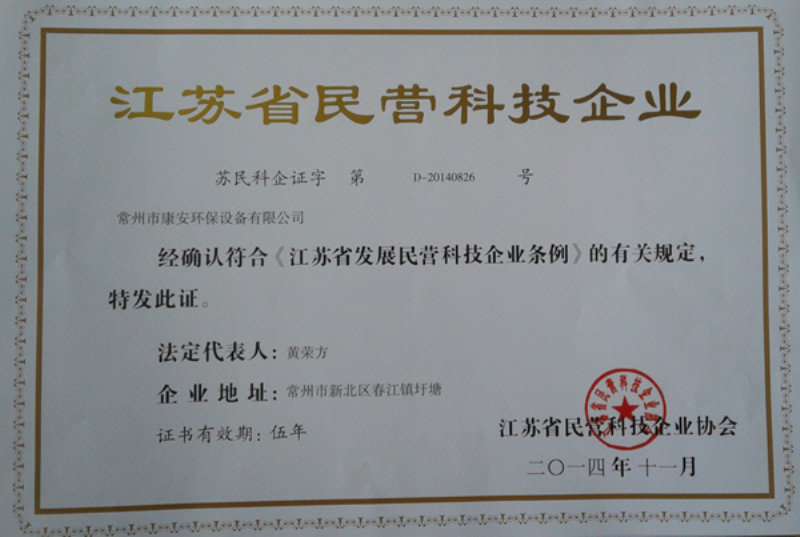 江苏省民营科技企业
苏民科企证字 第 D-20140826 号
常州市康安环保设备有限公司
经确认符合《江苏省发展民营科技企业条例》的有关规定，
特发此证。
法定代表人：黄荣方
企业地址：常州市新北区春江镇圩塘
证书有效期：伍年
江苏省民营科技企业协会
二〇一四年十一月